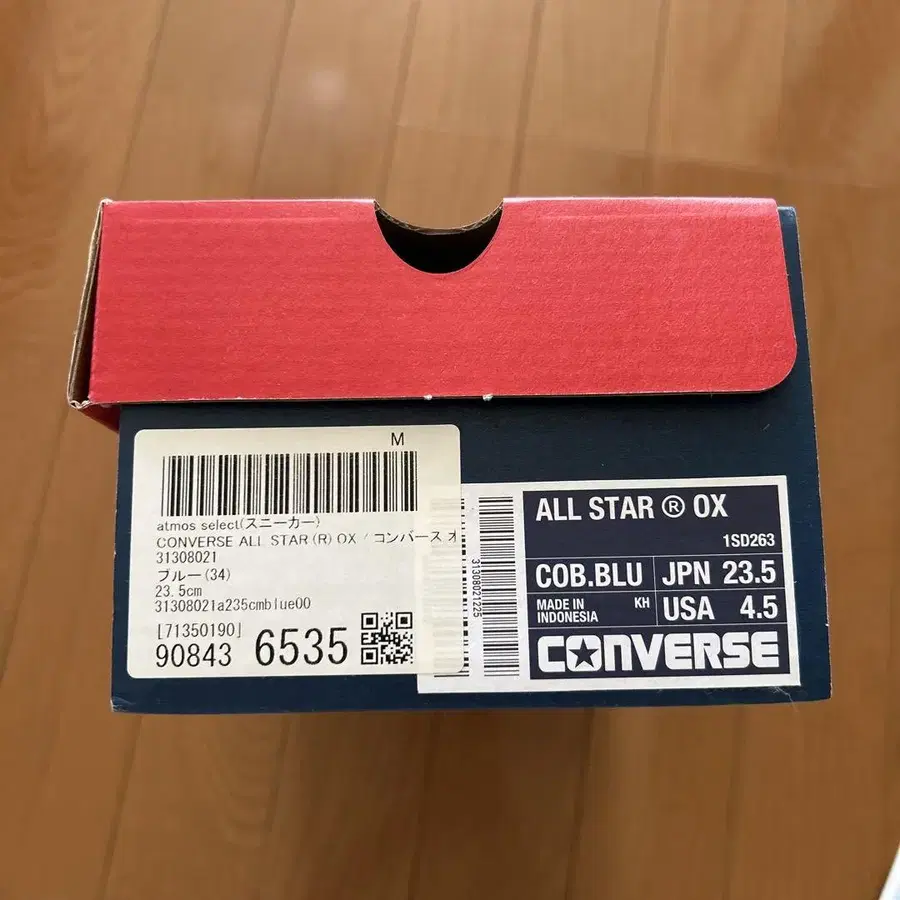 M
atmos select(スニーカー)
CONVERSE ALL STAR(R) OX / コンバース オ
31308021
ブルー(34)
23.5cm
31308021a235cmblue00
[71350190]
90843 6535
31308021225
ALL STAR ® OX
1SD263
COB.BLU JPN 23.5
MADE IN KH USA 4.5
INDONESIA
CONVERSE